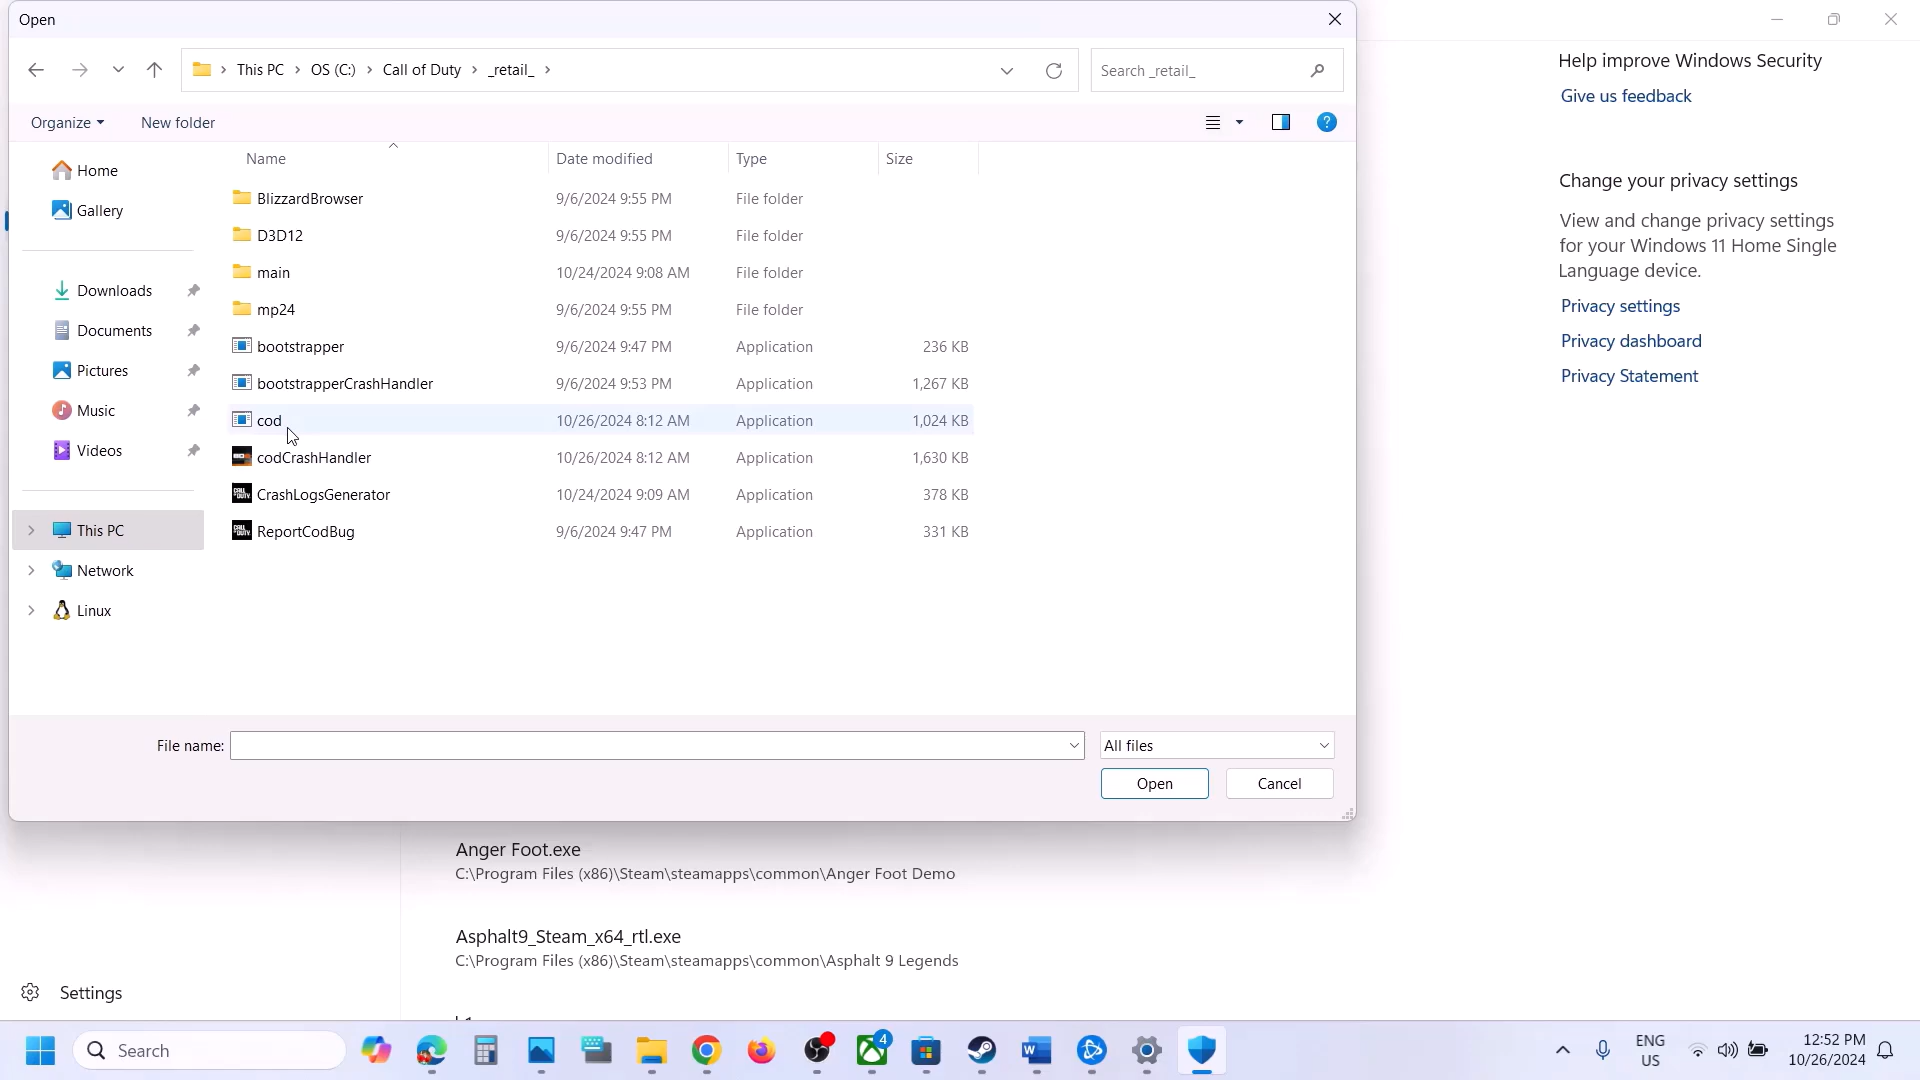 Open
This PC > OS (C:) > Call of Duty > _retail_ >
Search _retail_
Organize
New folder
Name
Date modified
Type
Size
Home
Gallery
Downloads
Documents
Pictures
Music
Videos
This PC
Network
Linux
BlizzardBrowser 9/6/2024 9:55 PM File folder
D3D12 9/6/2024 9:55 PM File folder
main 10/24/2024 9:08 AM File folder
mp24 9/6/2024 9:55 PM File folder
bootstrapper 9/6/2024 9:47 PM Application 236 KB
bootstrapperCrashHandler 9/6/2024 9:53 PM Application 1,267 KB
cod 10/26/2024 8:12 AM Application 1,024 KB
codCrashHandler 10/26/2024 8:12 AM Application 1,630 KB
CrashLogsGenerator 10/24/2024 9:09 AM Application 378 KB
ReportCodBug 9/6/2024 9:47 PM Application 331 KB
File name:
All files
Open
Cancel
Help improve Windows Security
Give us feedback
Change your privacy settings
View and change privacy settings
for your Windows 11 Home Single
Language device.
Privacy settings
Privacy dashboard
Privacy Statement
Anger Foot.exe
C:\Program Files (x86)\Steam\steamapps\common\Anger Foot Demo
Asphalt9_Steam_x64_rtl.exe
C:\Program Files (x86)\Steam\steamapps\common\Asphalt 9 Legends
Settings
Search
4
ENG
US
12:52 PM
10/26/2024